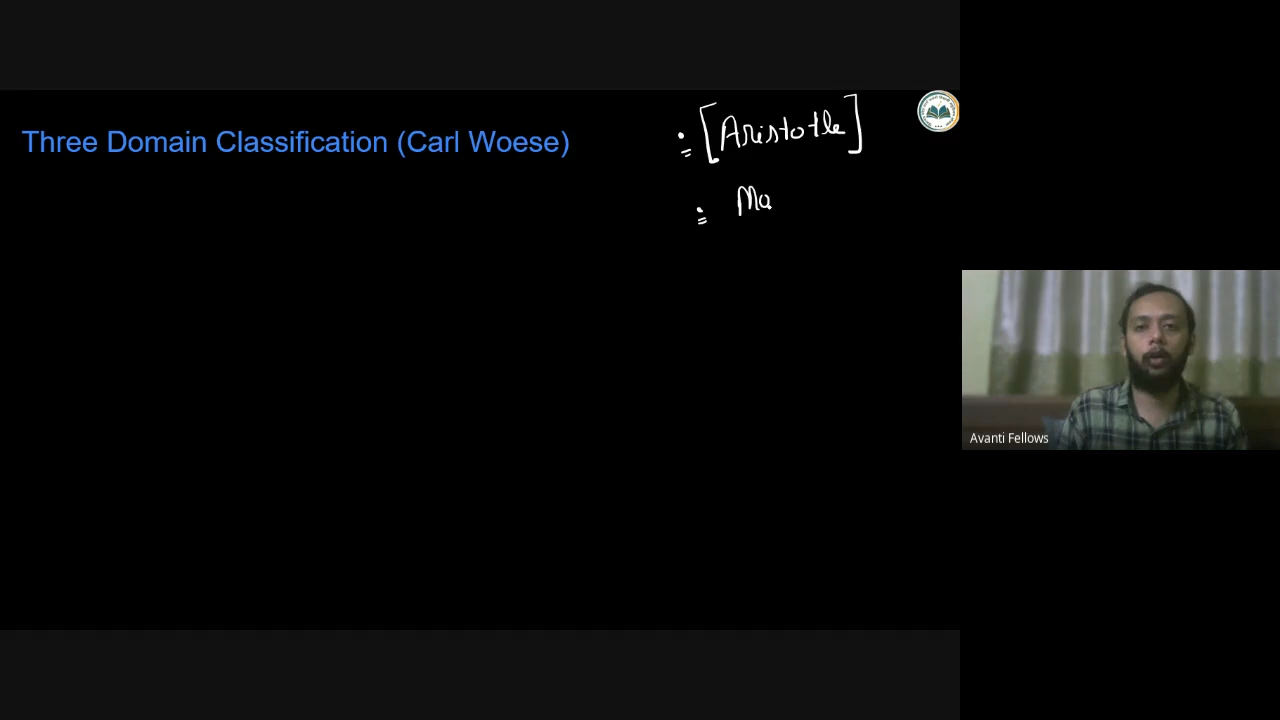 Three Domain Classification (Carl Woese)
: [Aristotle]
: Ma
Avanti Fellows